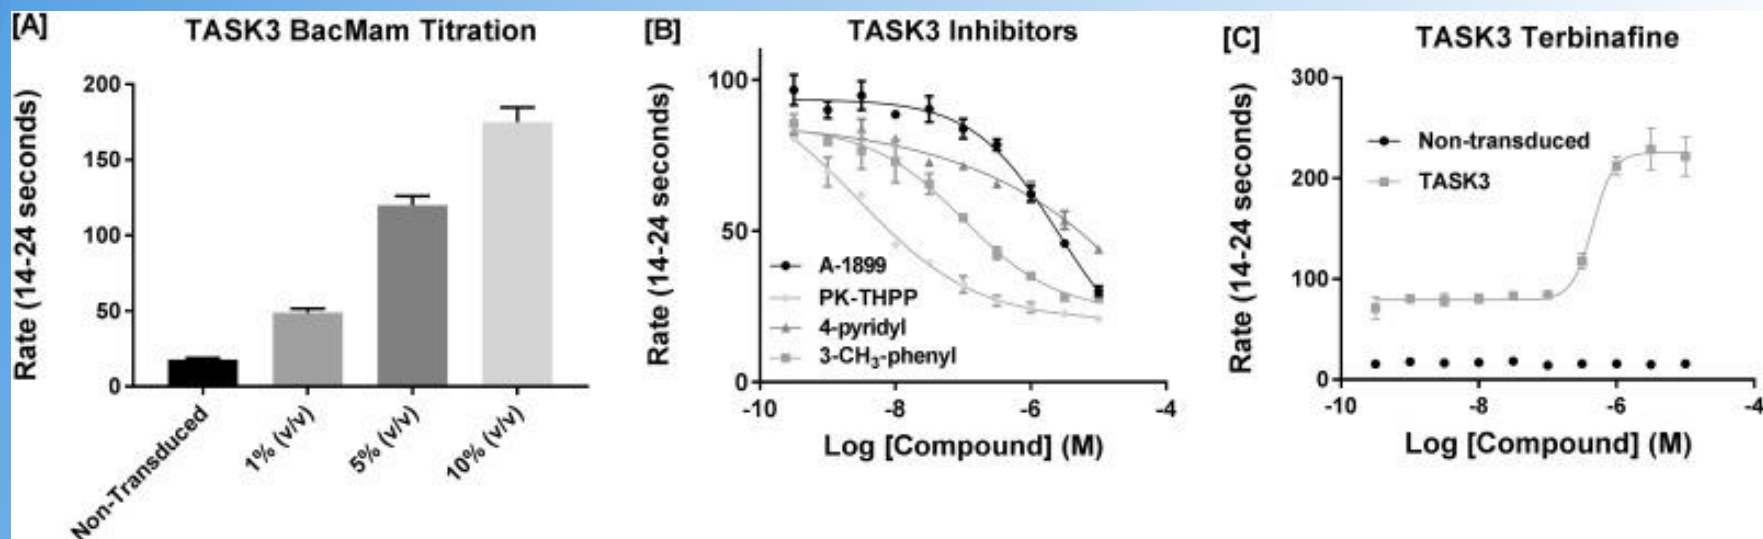 [A]
TASK3 BacMam Titration
Rate (14-24 seconds)
200
150
100
50
0
Non-Transduced
1% (v/v)
5% (v/v)
10% (v/v)
[B]
TASK3 Inhibitors
Rate (14-24 seconds)
100
50
0
A-1899
PK-THPP
4-pyridyl
3-CH₃-phenyl
-10
-8
-6
-4
Log [Compound] (M)
[C]
TASK3 Terbinafine
Rate (14-24 seconds)
300
200
100
0
Non-transduced
TASK3
-10
-8
-6
-4
Log [Compound] (M)